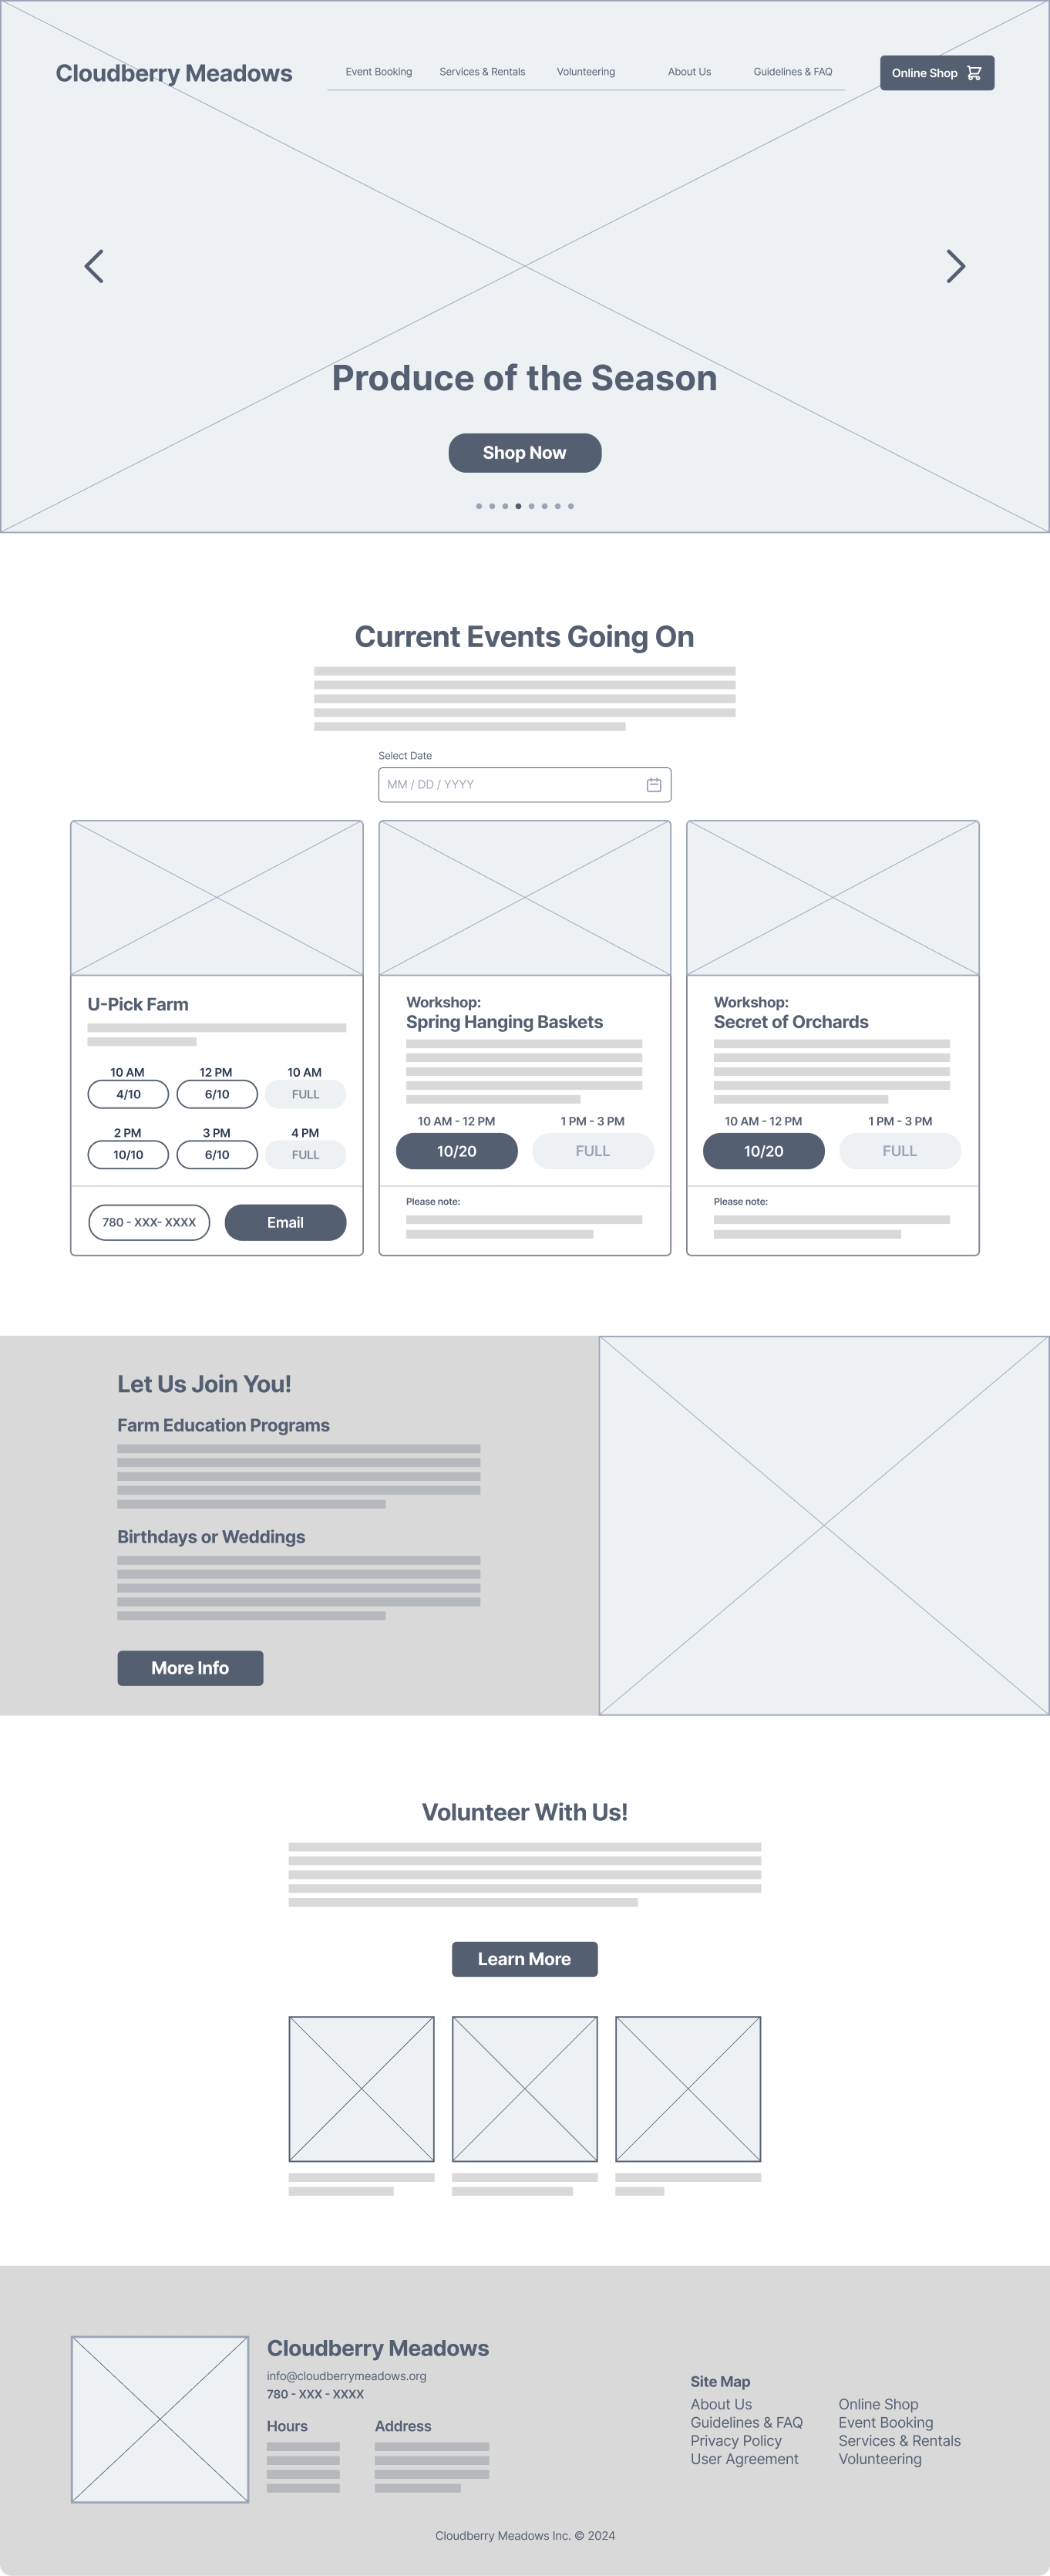 Cloudberry Meadows
Event Booking
Services & Rentals
Volunteering
About Us
Guidelines & FAQ
Online Shop
Produce of the Season
Shop Now
Current Events Going On
Select Date
MM / DD / YYYY
U-Pick Farm
10 AM 12 PM 10 AM
4/10 6/10 FULL
2 PM 3 PM 4 PM
10/10 6/10 FULL
780 - XXX- XXXX
Email
Workshop:
Spring Hanging Baskets
10 AM - 12 PM 1 PM - 3 PM
10/20 FULL
Please note:
Workshop:
Secret of Orchards
10 AM - 12 PM 1 PM - 3 PM
10/20 FULL
Please note:
Let Us Join You!
Farm Education Programs
Birthdays or Weddings
More Info
Volunteer With Us!
Learn More
Cloudberry Meadows
info@cloudberrymeadows.org
780 - XXX - XXXX
Hours
Address
Site Map
About Us
Guidelines & FAQ
Privacy Policy
User Agreement
Online Shop
Event Booking
Services & Rentals
Volunteering
Cloudberry Meadows Inc. © 2024